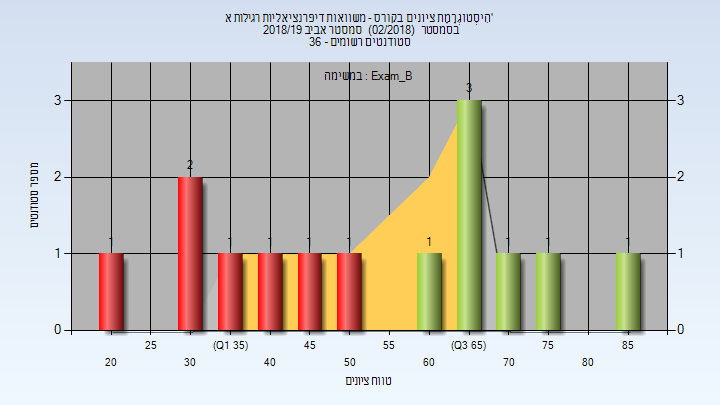 היסטוגרמת ציונים בקורס - משוואות דיפרנציאליות רגילות א'
בסמסטר (02/2018) סמסטר אביב 2018/19
סטודנטים רשומים - 36
במשימה : Exam_B
מספר סטודנטים
3 3
2 2
1 1
0 0
1 2 1 1 1 1 1 3 1 1 1
25 (Q1 35) 45 55 (Q3 65) 75 85
20 30 40 50 60 70 80
טווח ציונים